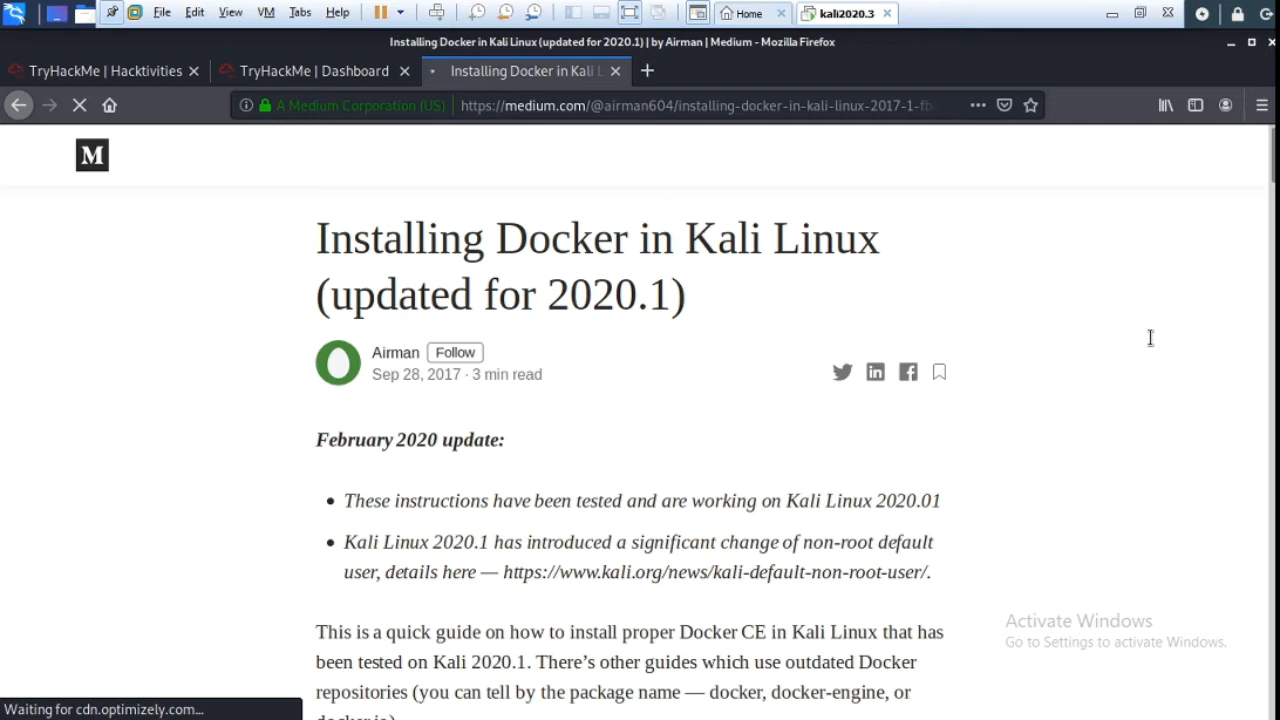 File Edit View VM Tabs Help Home kali2020.3
Installing Docker in Kali Linux (updated for 2020.1) | by Airman | Medium - Mozilla Firefox
TryHackMe | Hacktivities TryHackMe | Dashboard Installing Docker in Kali L
A Medium Corporation (US) https://medium.com/@airman604/installing-docker-in-kali-linux-2017-1-fb
M
Installing Docker in Kali Linux
(updated for 2020.1)
Airman Follow
Sep 28, 2017 · 3 min read
February 2020 update:
• These instructions have been tested and are working on Kali Linux 2020.01
• Kali Linux 2020.1 has introduced a significant change of non-root default
user, details here — https://www.kali.org/news/kali-default-non-root-user/.
This is a quick guide on how to install proper Docker CE in Kali Linux that has
been tested on Kali 2020.1. There’s other guides which use outdated Docker
repositories (you can tell by the package name — docker, docker-engine, or
docker.io)
Activate Windows
Go to Settings to activate Windows.
Waiting for cdn.optimizely.com...